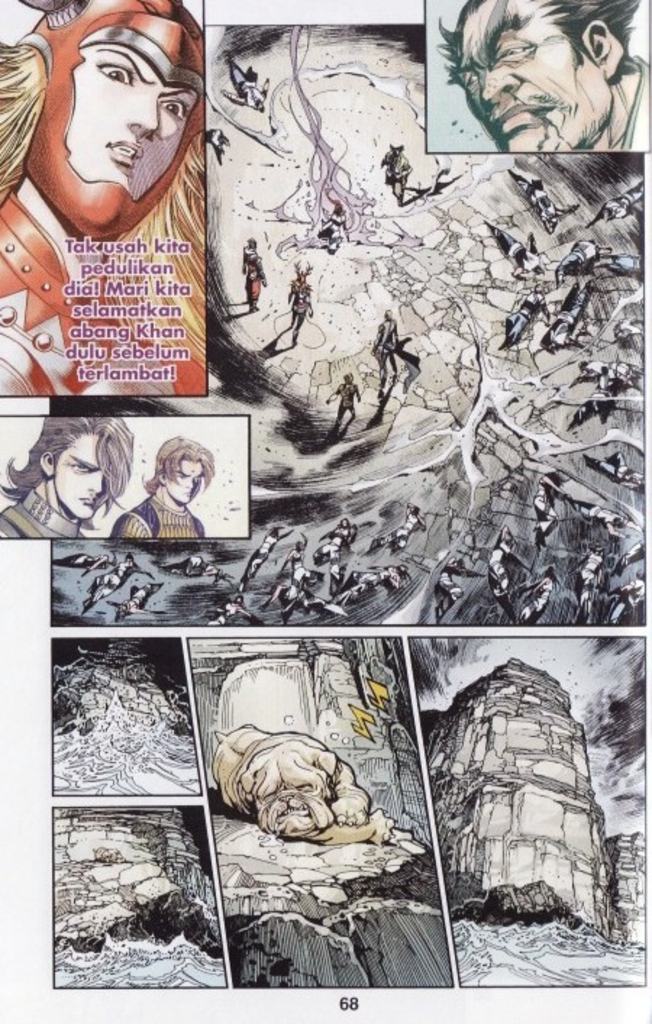 Tak usah kita
pedulikan
dia! Mari kita
selamatkan
abang Khan
dulu sebelum
terlambat!
68